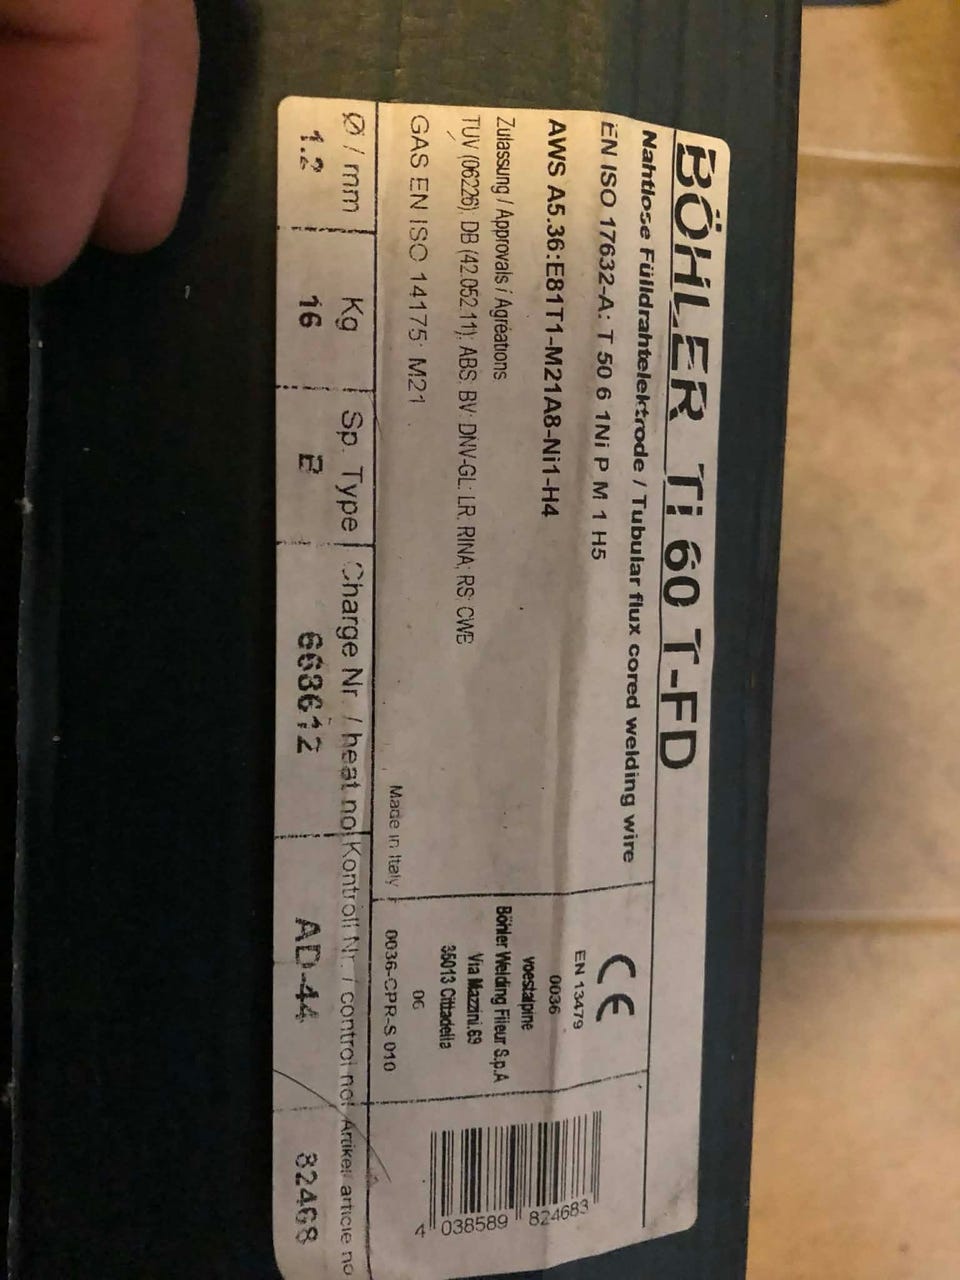 BÖHLER Ti 60 T-FD
Nahtlose Fülldrahtelektrode / Tubular flux cored welding wire
EN ISO 17632-A: T 50 6 1Ni P M 1 H5
AWS A5.36:E81T1-M21A8-Ni1-H4
Zulassung / Approvals / Agréations
TÜV (06226); DB (42.052.11); ABS; BV; DNV-GL; LR; RINA; RS; CWB
GAS EN ISO 14175: M21
Made in Italy
CE
EN 13479
0036
voestalpine
Böhler Welding Fileur S.p.A
Via Mazzini.69
35013 Cittadella
06
0036-CPR-S 010
4 038589 824683
Ø / mm Kg Sp. Type Charge Nr. / heat no Kontroll Nr. / control no. Artikel article no
1.2 16 AD-44 82468